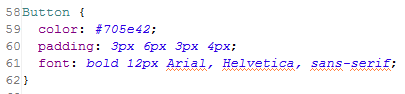 58Button {
59 color: #705e42;
60 padding: 3px 6px 3px 4px;
61 font: bold 12px Arial, Helvetica, sans-serif;
62}